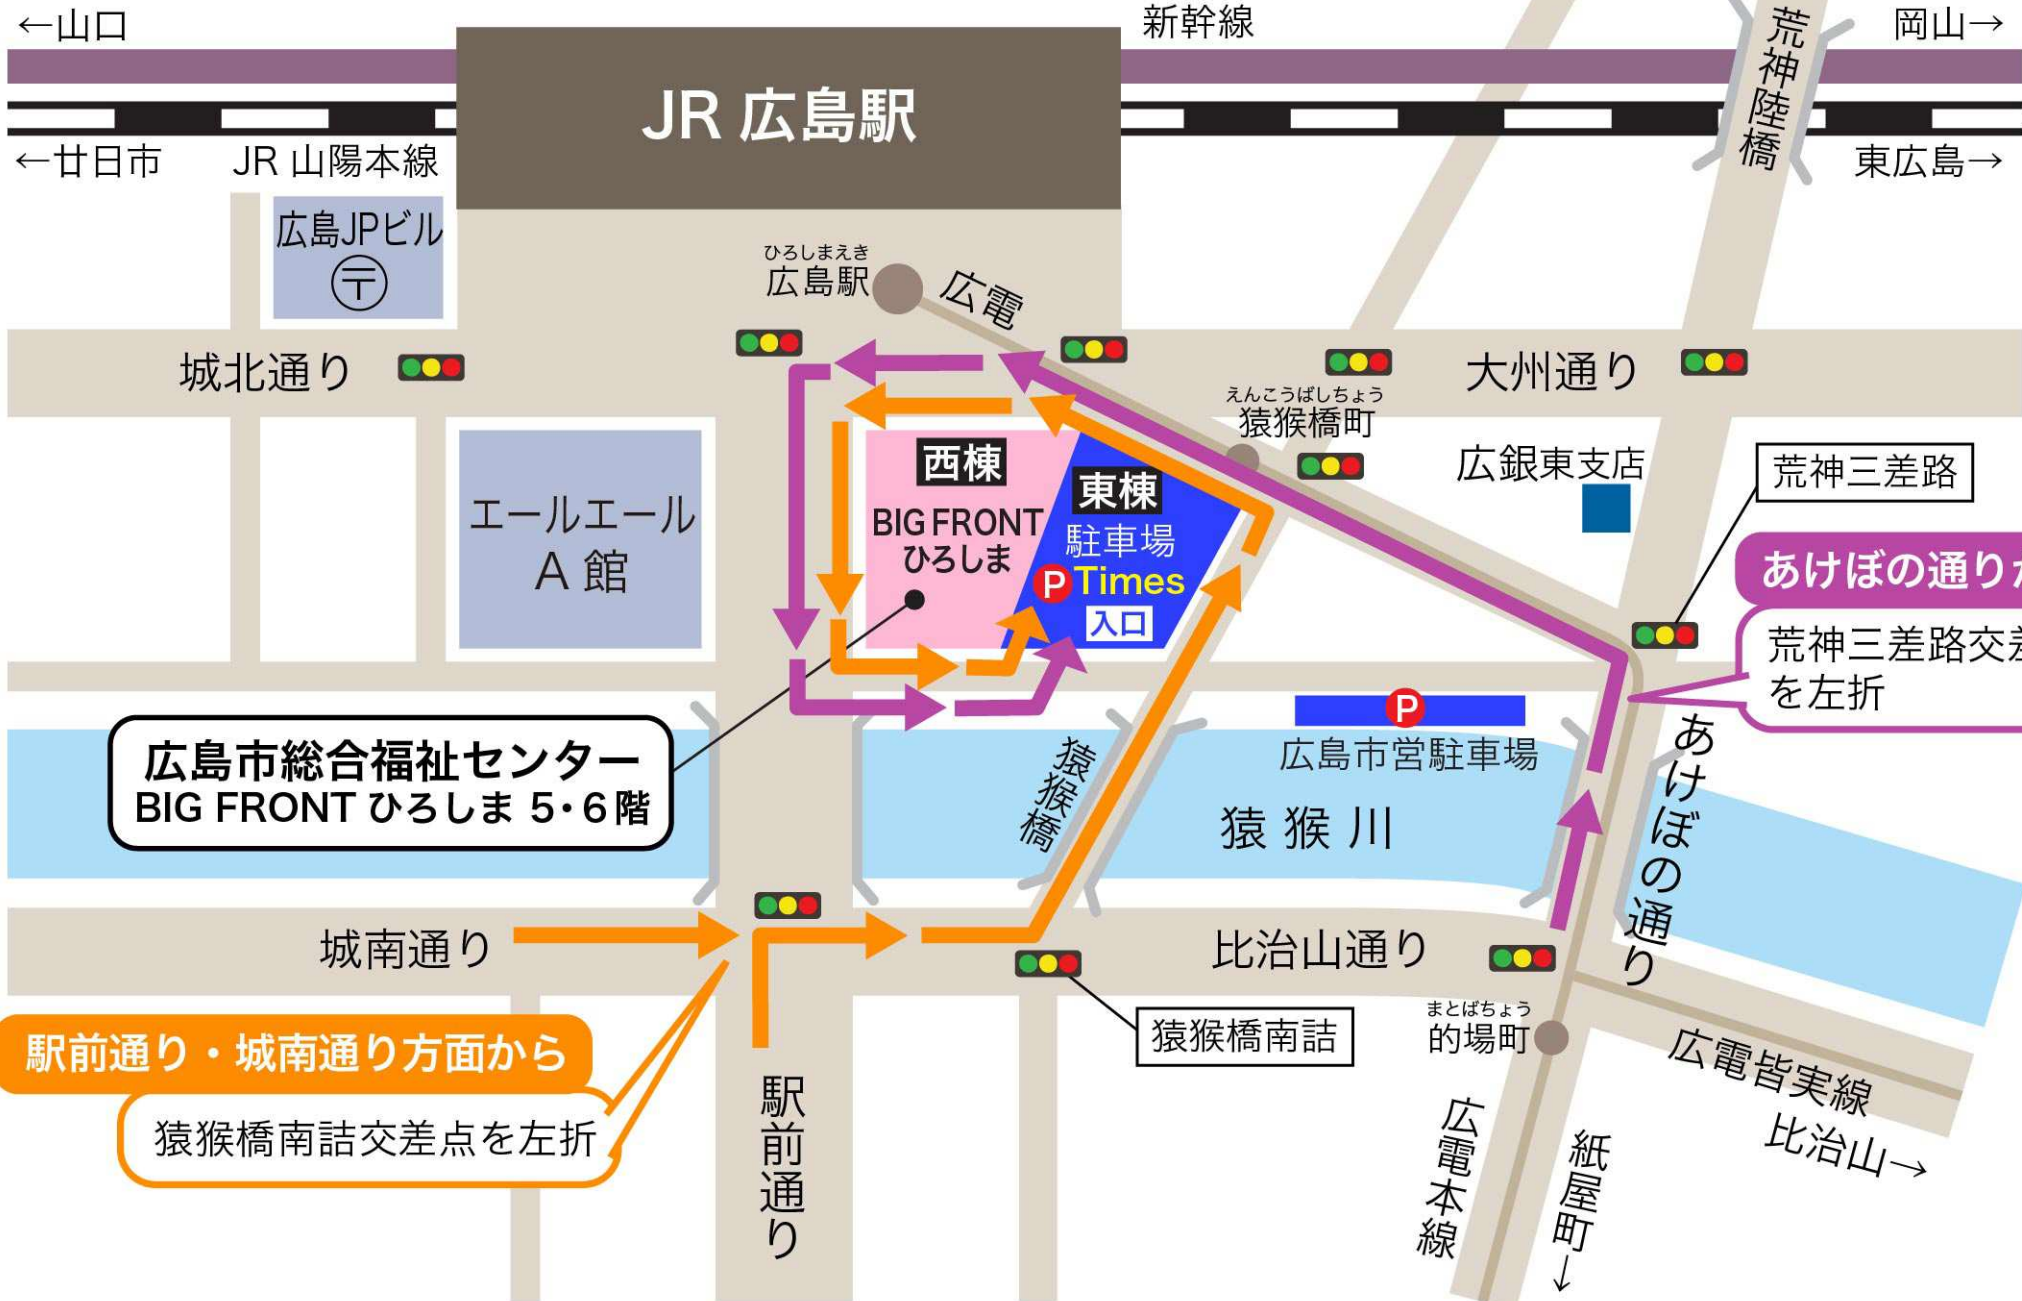 ←山口
新幹線
岡山→
荒神陸橋
JR 広島駅
←廿日市
JR 山陽本線
東広島→
広島JPビル
〒
ひろしまえき
広島駅
広電
城北通り
大州通り
えんこうばしちょう
猿猴橋町
広銀東支店
荒神三差路
西棟
BIG FRONT
ひろしま
東棟
駐車場
P Times
入口
エールエール
A 館
あけぼの通りか
荒神三差路交差
を左折
P
広島市営駐車場
広島市総合福祉センター
BIG FRONT ひろしま 5・6階
猿猴橋
猿猴川
あけぼの通り
城南通り
比治山通り
駅前通り・城南通り方面から
猿猴橋南詰交差点を左折
猿猴橋南詰
まとばちょう
的場町
広電皆実線
比治山→
駅前通り
広電本線
紙屋町→